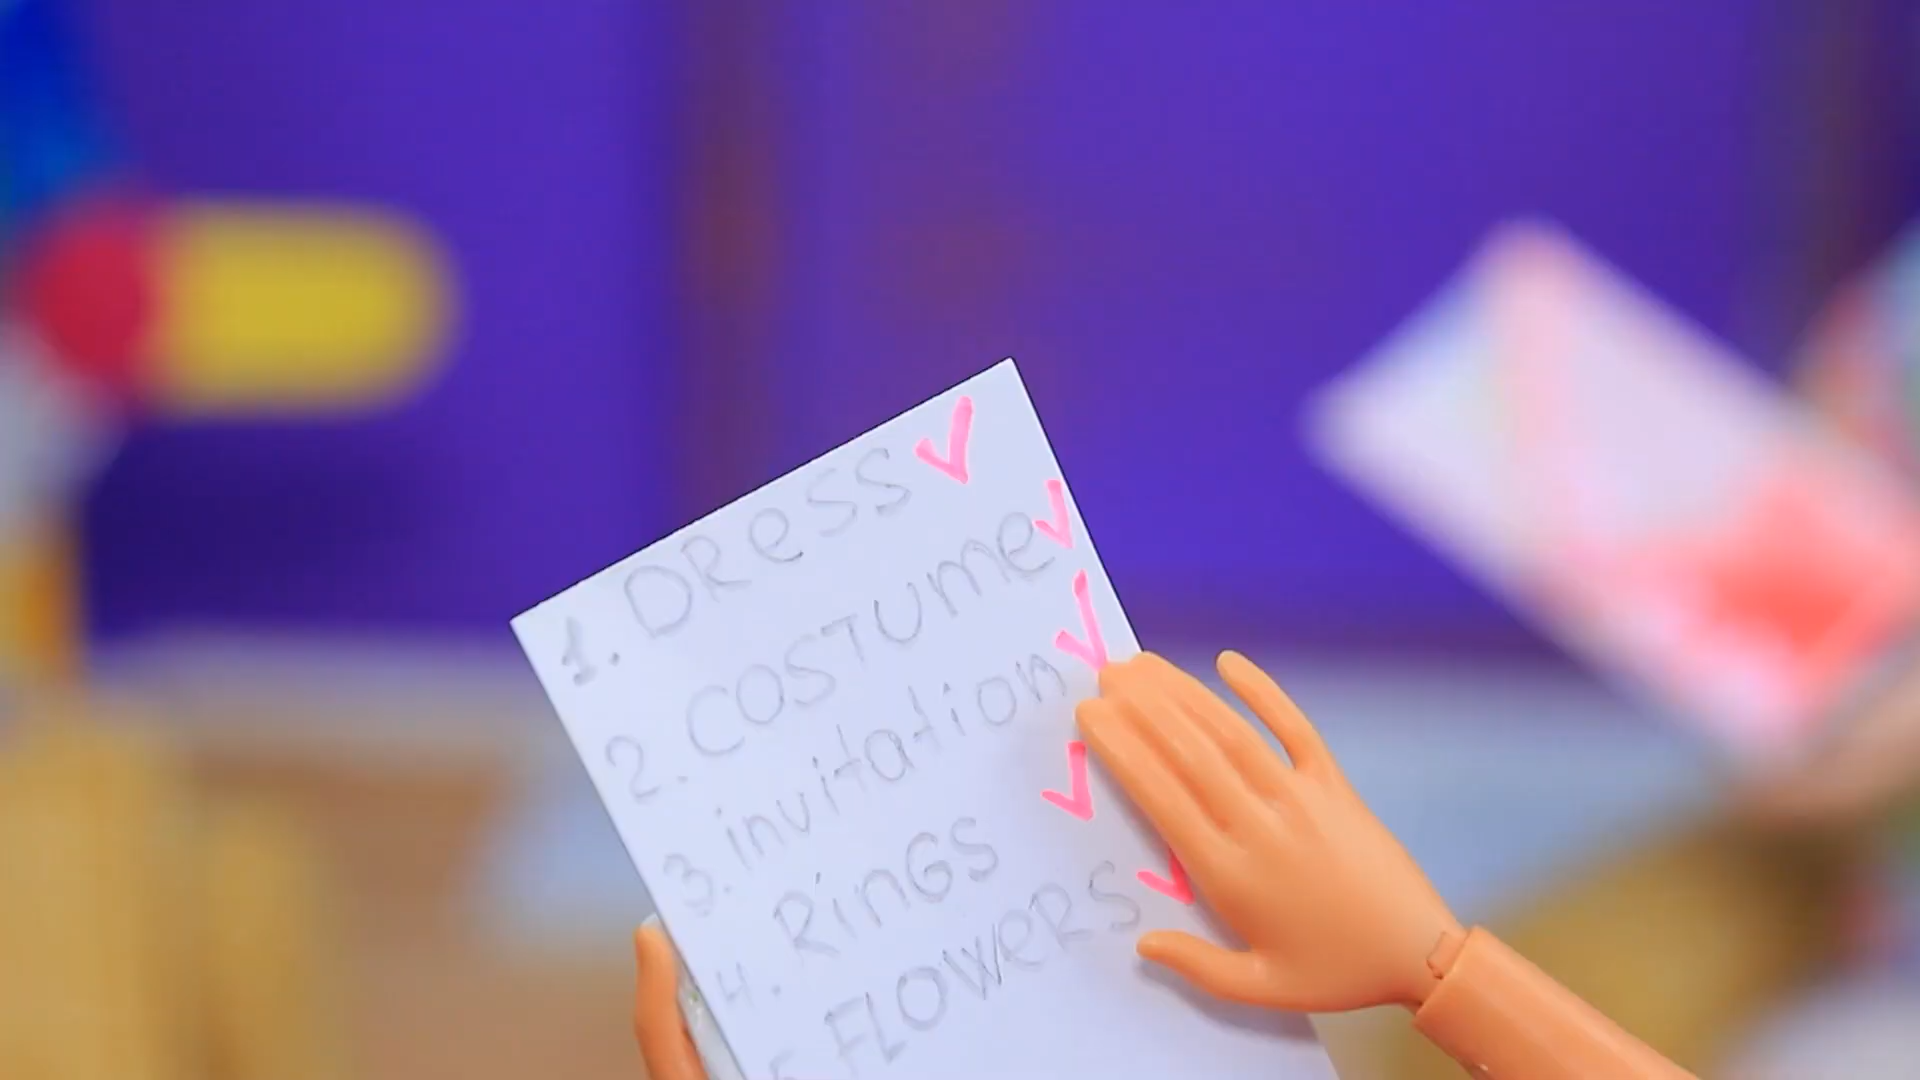 1. DRess
2. COSTUme
3. invitation
4. RinGS
5 FLOWeRS